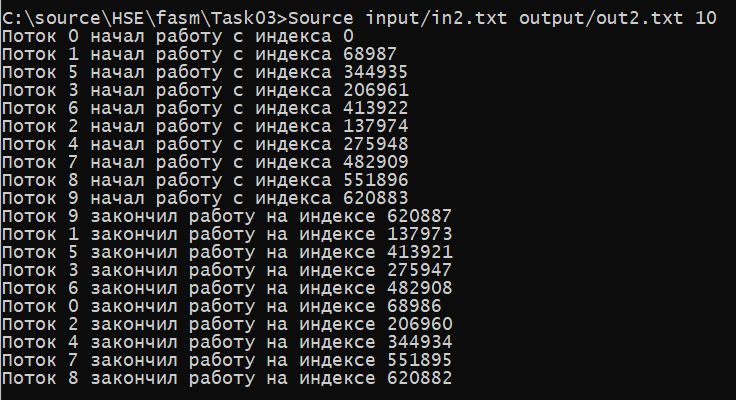 C:\source\HSE\fasm\Task03>Source input/in2.txt output/out2.txt 10
Поток 0 начал работу с индекса 0
Поток 1 начал работу с индекса 68987
Поток 5 начал работу с индекса 344935
Поток 3 начал работу с индекса 206961
Поток 6 начал работу с индекса 413922
Поток 2 начал работу с индекса 137974
Поток 4 начал работу с индекса 275948
Поток 7 начал работу с индекса 482909
Поток 8 начал работу с индекса 551896
Поток 9 начал работу с индекса 620883
Поток 9 закончил работу на индексе 620887
Поток 1 закончил работу на индексе 137973
Поток 5 закончил работу на индексе 413921
Поток 3 закончил работу на индексе 275947
Поток 6 закончил работу на индексе 482908
Поток 0 закончил работу на индексе 68986
Поток 2 закончил работу на индексе 206960
Поток 4 закончил работу на индексе 344934
Поток 7 закончил работу на индексе 551895
Поток 8 закончил работу на индексе 620882